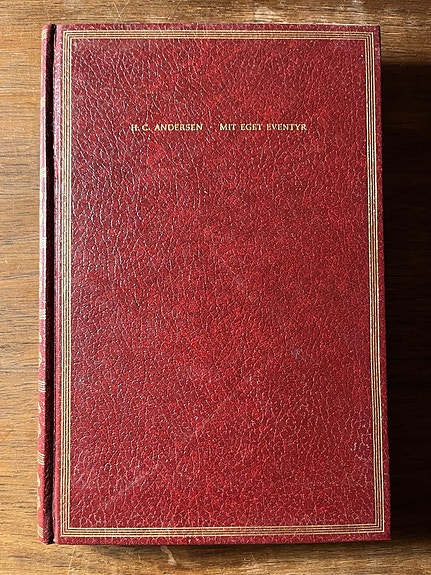 H. C. ANDERSEN · MIT EGET EVENTYR